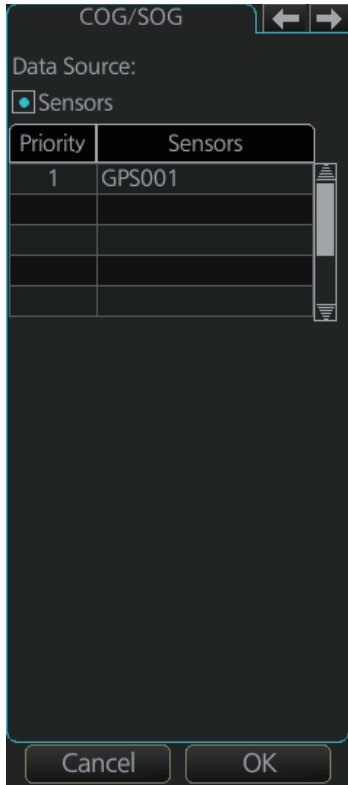 COG/SOG
Data Source:
Sensors
Priority Sensors
1 GPS001
Cancel OK